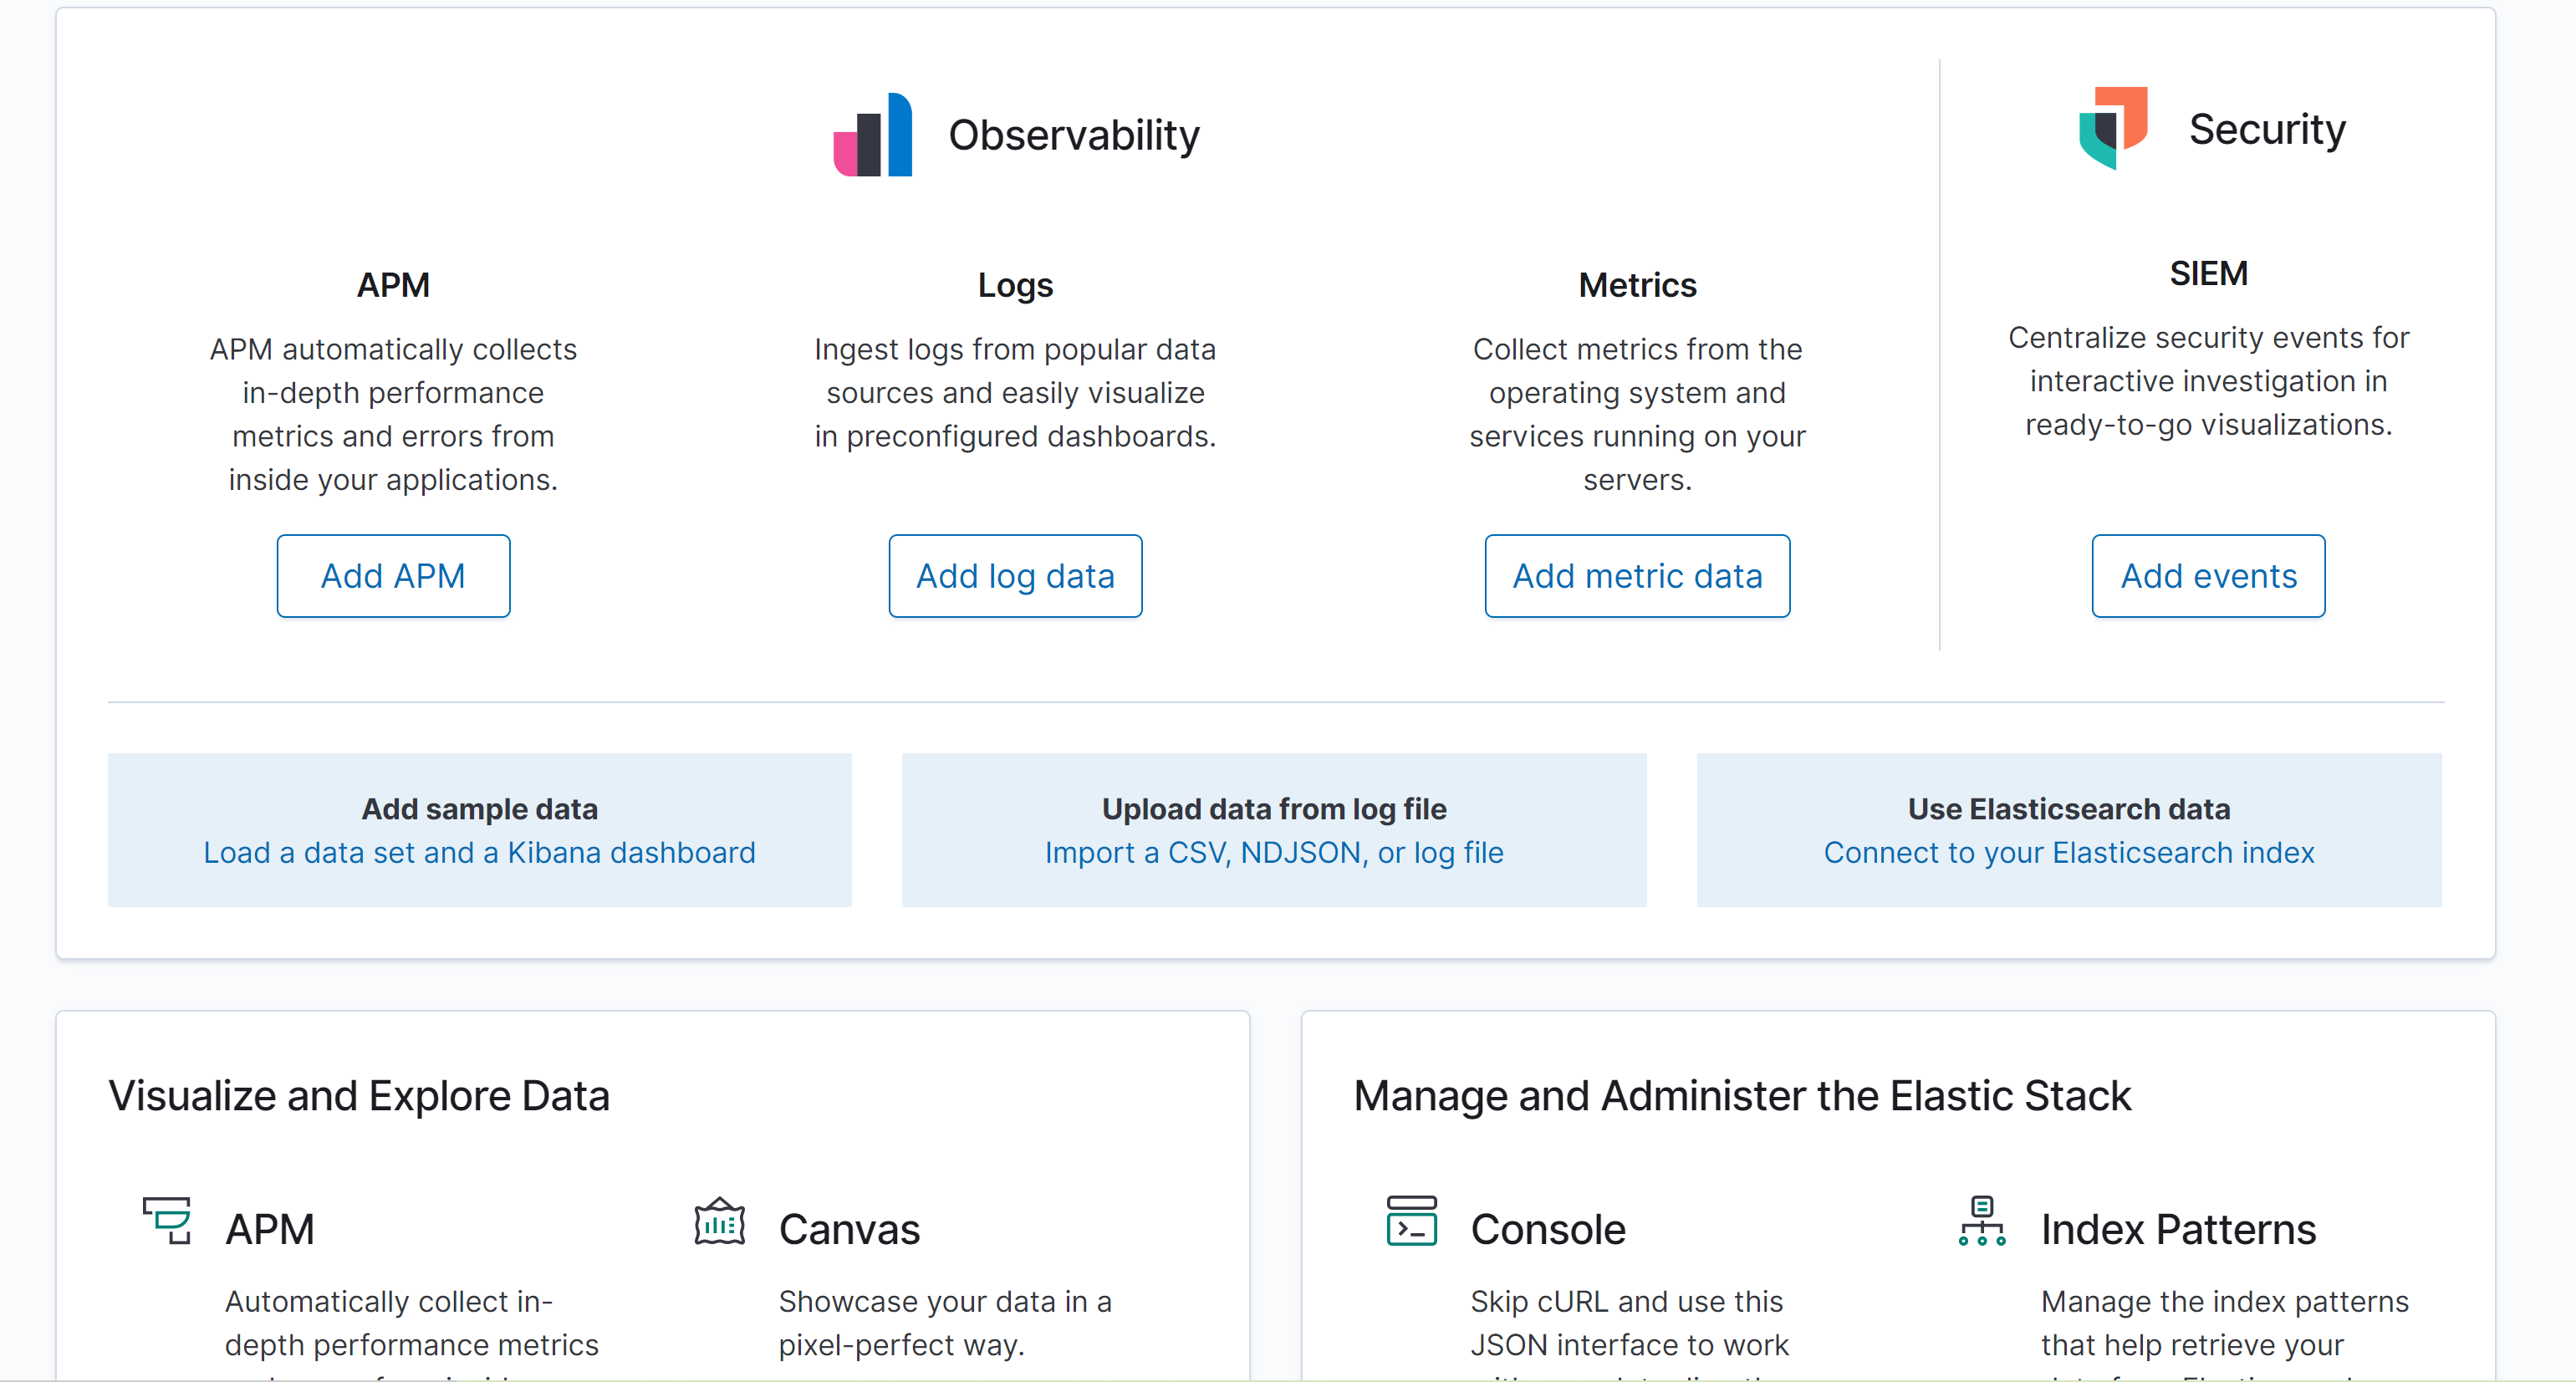 Observability
Security
APM
APM automatically collects
in-depth performance
metrics and errors from
inside your applications.
Add APM
Logs
Ingest logs from popular data
sources and easily visualize
in preconfigured dashboards.
Add log data
Metrics
Collect metrics from the
operating system and
services running on your
servers.
Add metric data
SIEM
Centralize security events for
interactive investigation in
ready-to-go visualizations.
Add events
Add sample data
Load a data set and a Kibana dashboard
Upload data from log file
Import a CSV, NDJSON, or log file
Use Elasticsearch data
Connect to your Elasticsearch index
Visualize and Explore Data
APM
Automatically collect in-
depth performance metrics
Canvas
Showcase your data in a
pixel-perfect way.
Manage and Administer the Elastic Stack
Console
Skip cURL and use this
JSON interface to work
Index Patterns
Manage the index patterns
that help retrieve your